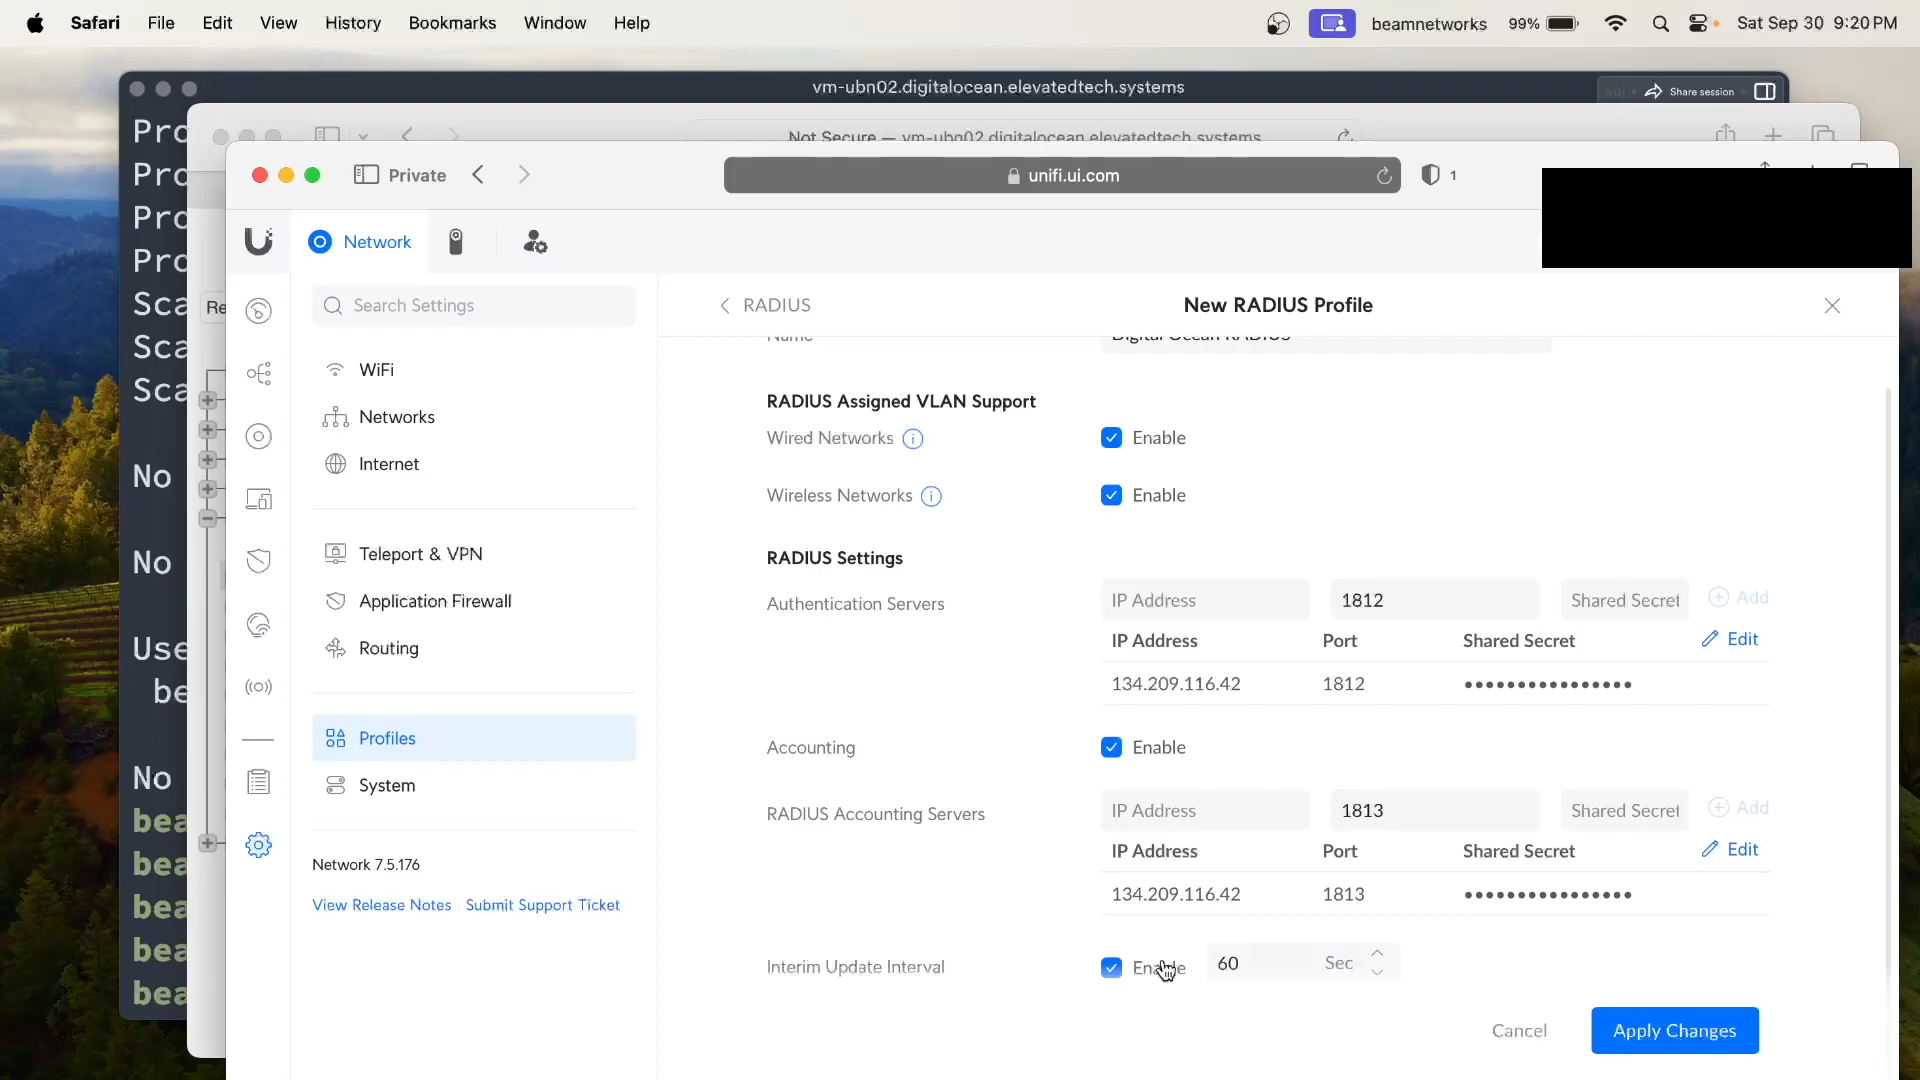 Safari File Edit View History Bookmarks Window Help beamnetworks 99% Sat Sep 30 9:20 PM
vm-ubn02.digitalocean.elevatedtech.systems
Share session
Not Secure — vm-ubn02.digitalocean.elevatedtech.systems
Private
unifi.ui.com
1
Network
Search Settings
WiFi
Networks
Internet
Teleport & VPN
Application Firewall
Routing
Profiles
System
Network 7.5.176
View Release Notes Submit Support Ticket
RADIUS
New RADIUS Profile
Name Digital Ocean RADIUS
RADIUS Assigned VLAN Support
Wired Networks Enable
Wireless Networks Enable
RADIUS Settings
Authentication Servers IP Address 1812 Shared Secret Add
IP Address Port Shared Secret Edit
134.209.116.42 1812 ••••••••••••••••
Accounting Enable
RADIUS Accounting Servers IP Address 1813 Shared Secret Add
IP Address Port Shared Secret Edit
134.209.116.42 1813 ••••••••••••••••
Interim Update Interval Enable 60 Sec
Cancel Apply Changes
Pro
Pro
Pro
Pro
Sca
Sca
Sca
No
No
Use
be
No
bea
bea
bea
bea
bea
Re